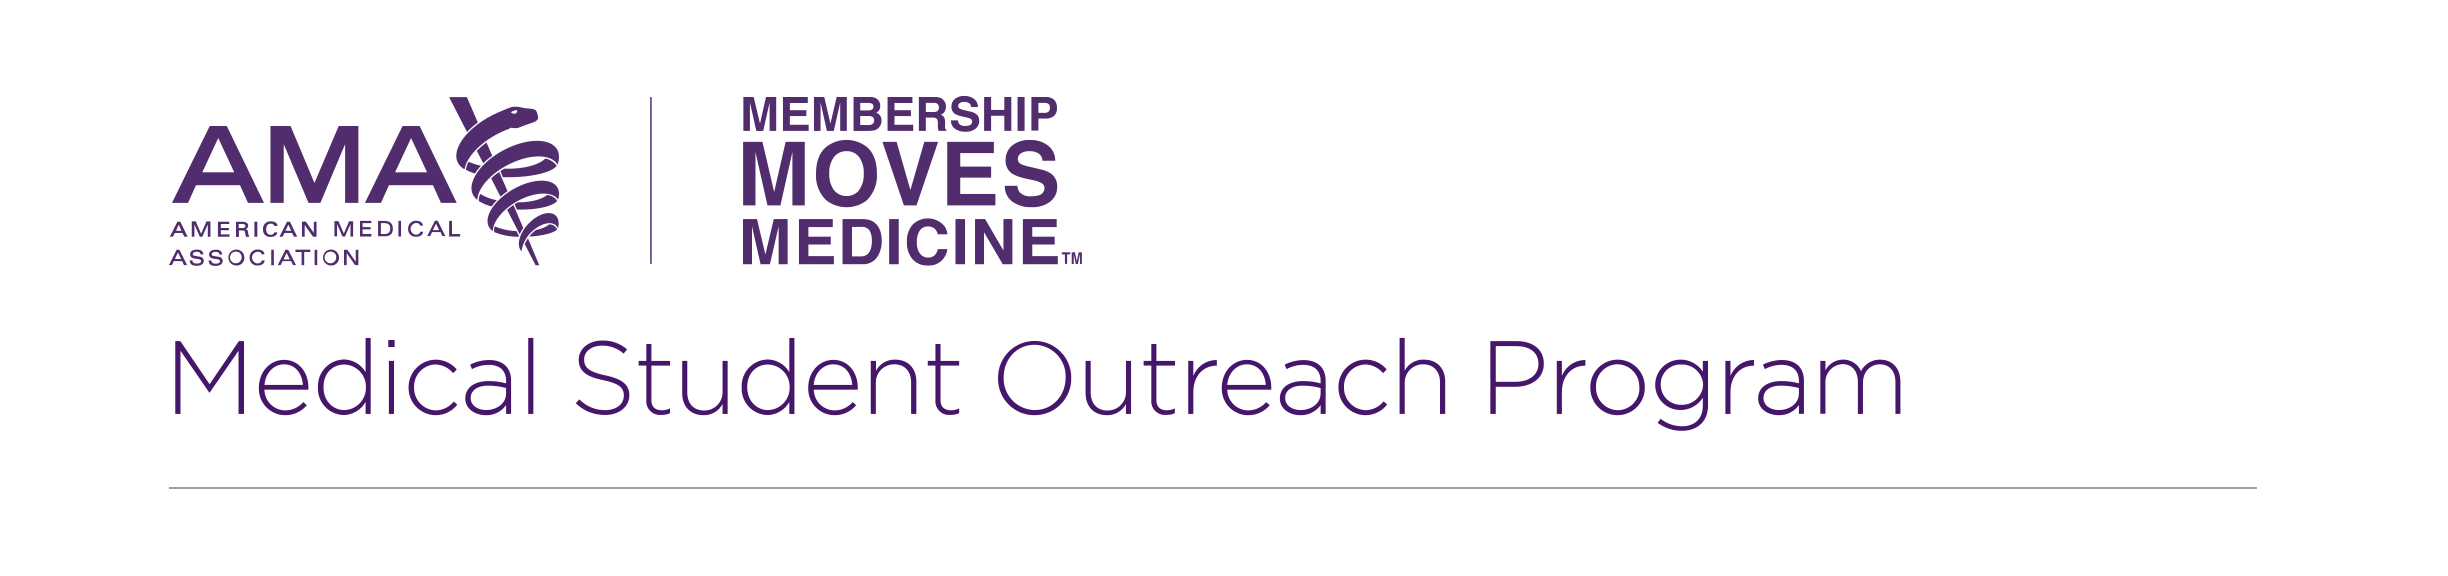 AMA
AMERICAN MEDICAL
ASSOCIATION
MEMBERSHIP
MOVES
MEDICINE™
Medical Student Outreach Program